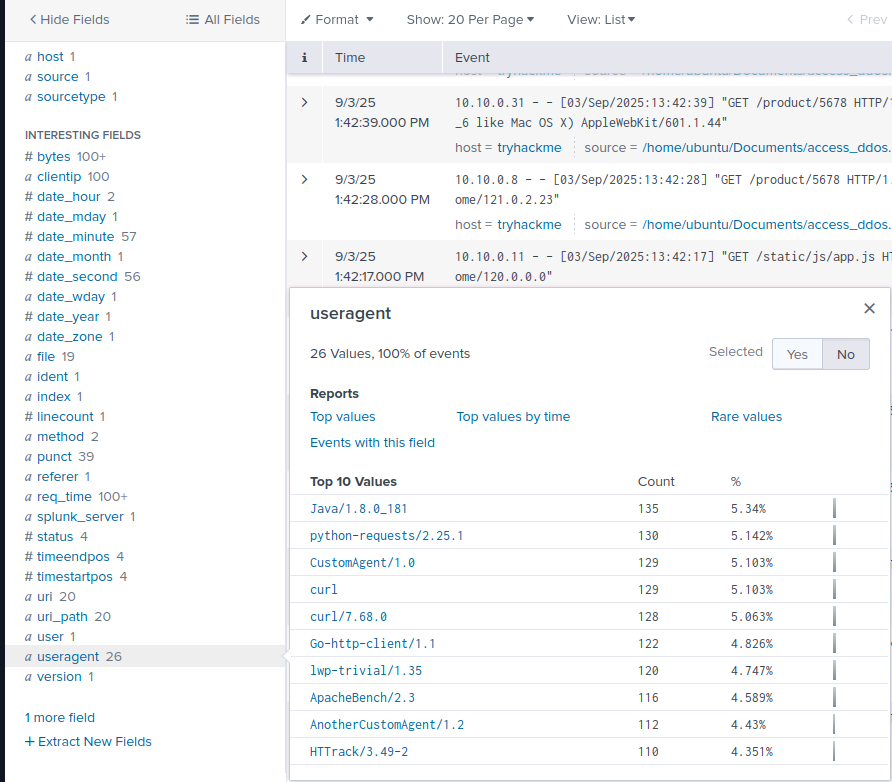 Hide Fields
All Fields
Format
Show: 20 Per Page
View: List
Prev
a host 1
a source 1
a sourcetype 1
INTERESTING FIELDS
# bytes 100+
a clientip 100
# date_hour 2
# date_mday 1
# date_minute 57
a date_month 1
# date_second 56
a date_wday 1
# date_year 1
a date_zone 1
a file 19
a ident 1
a index 1
# linecount 1
a method 2
a punct 39
a referer 1
a req_time 100+
a splunk_server 1
# status 4
# timeendpos 4
# timestartpos 4
a uri 20
a uri_path 20
a user 1
a useragent 26
a version 1
1 more field
+ Extract New Fields
i Time Event
9/3/25
1:42:39.000 PM
10.10.0.31 - - [03/Sep/2025:13:42:39] "GET /product/5678 HTTP/
_6 like Mac OS X) AppleWebKit/601.1.44"
host = tryhackme source = /home/ubuntu/Documents/access_ddos.
9/3/25
1:42:28.000 PM
10.10.0.8 - - [03/Sep/2025:13:42:28] "GET /product/5678 HTTP/1.
ome/121.0.2.23"
host = tryhackme source = /home/ubuntu/Documents/access_ddos.
9/3/25
1:42:17.000 PM
10.10.0.11 - - [03/Sep/2025:13:42:17] "GET /static/js/app.js HT
ome/120.0.0.0"
useragent
26 Values, 100% of events
Selected Yes No
Reports
Top values Top values by time Rare values
Events with this field
Top 10 Values Count %
Java/1.8.0_181 135 5.34%
python-requests/2.25.1 130 5.142%
CustomAgent/1.0 129 5.103%
curl 129 5.103%
curl/7.68.0 128 5.063%
Go-http-client/1.1 122 4.826%
lwp-trivial/1.35 120 4.747%
ApacheBench/2.3 116 4.589%
AnotherCustomAgent/1.2 112 4.43%
HTTrack/3.49-2 110 4.351%